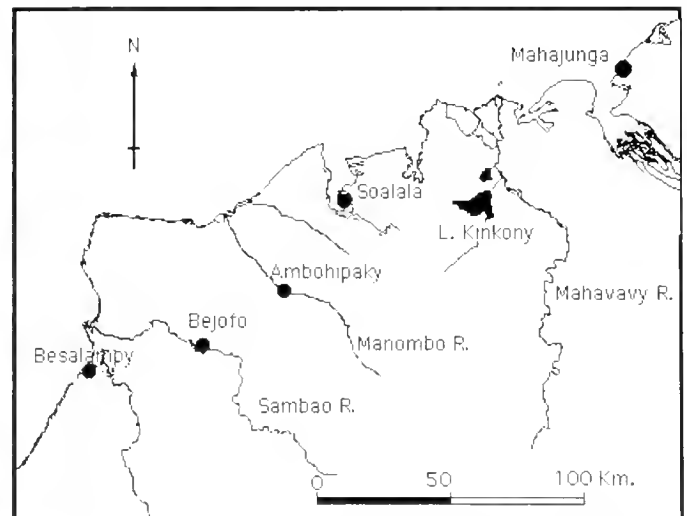 N
Mahajunga
Soalala
L. Kinkony
Ambohipaky
Mahavavy R.
Bejofo
Manombo R.
Besalampy
Sambao R.
0 50 100 Km.